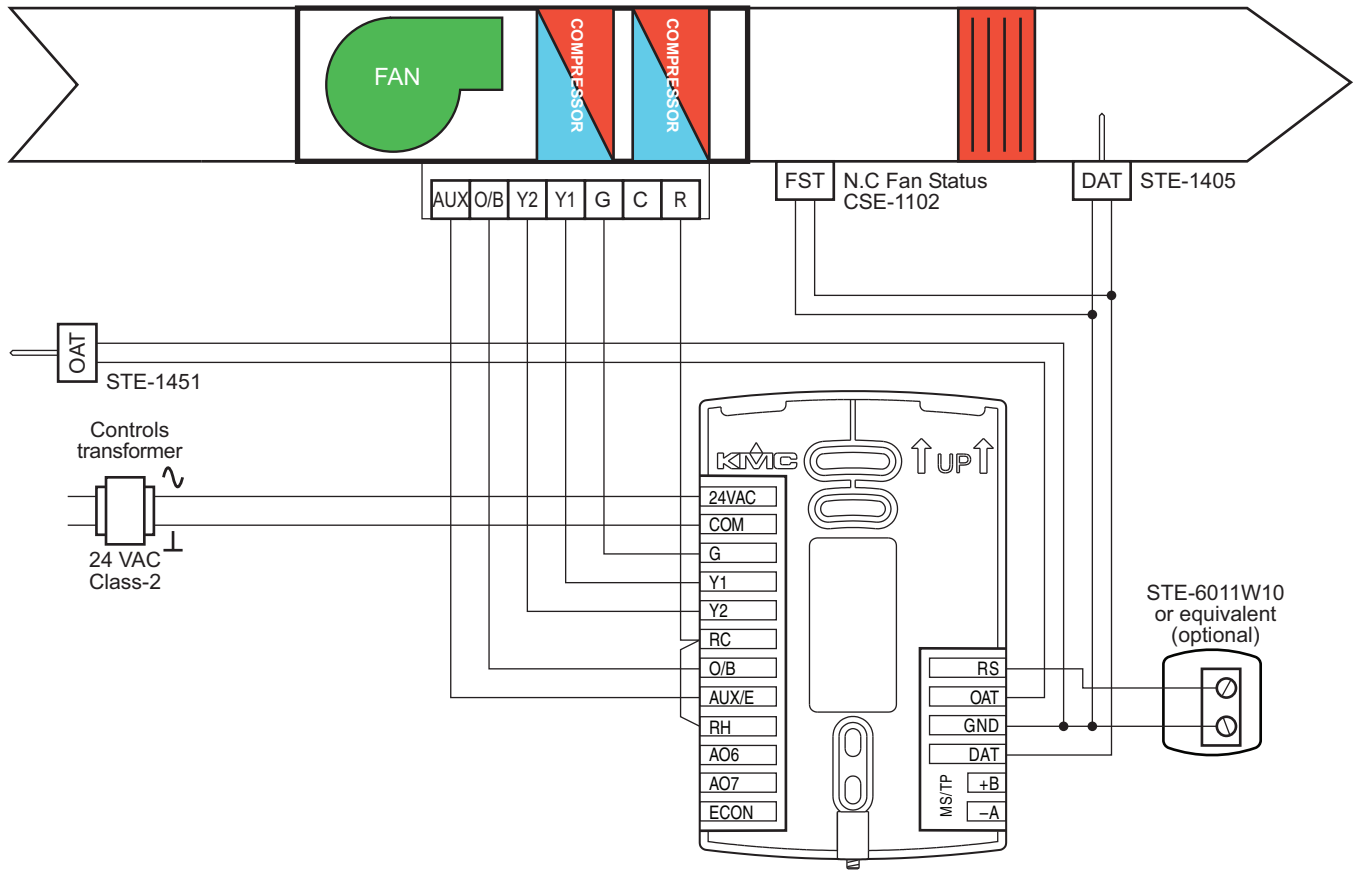 FAN
COMPRESSOR
COMPRESSOR
AUX O/B Y2 Y1 G C R
FST
N.C Fan Status
CSE-1102
DAT
STE-1405
OAT
STE-1451
Controls
transformer
24 VAC
Class-2
KMC
UP
24VAC
COM
G
Y1
Y2
RC
O/B
AUX/E
RH
AO6
AO7
ECON
RS
OAT
GND
DAT
MS/TP
+B
–A
STE-6011W10
or equivalent
(optional)